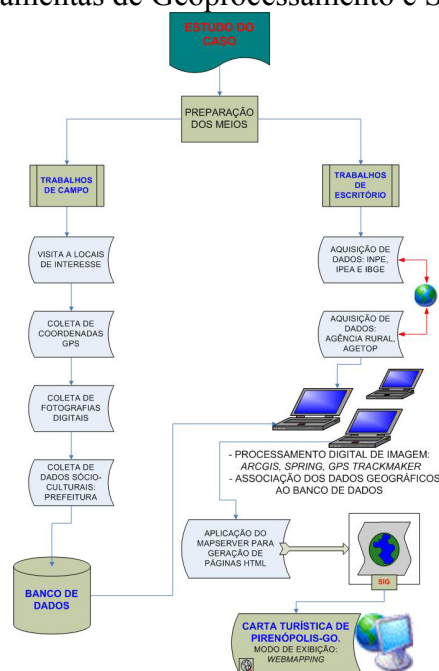 ramentas de Geoprocessamento e S
ESTUDO DO
CASO
PREPARAÇÃO
DOS MEIOS
TRABALHOS
DE CAMPO
TRABALHOS
DE
ESCRITÓRIO
VISITA A LOCAIS
DE INTERESSE
AQUISIÇÃO DE
DADOS: INPE,
IPEA E IBGE
COLETA DE
COORDENADAS
GPS
AQUISIÇÃO DE
DADOS:
AGÊNCIA RURAL,
AGETOP
COLETA DE
FOTOGRAFIAS
DIGITAIS
- PROCESSAMENTO DIGITAL DE IMAGEM:
ARCGIS, SPRING, GPS TRACKMAKER
- ASSOCIAÇÃO DOS DADOS GEOGRÁFICOS
AO BANCO DE DADOS
COLETA DE
DADOS SÓCIO-
CULTURAIS:
PREFEITURA
APLICAÇÃO DO
MAPSERVER PARA
GERAÇÃO DE
PÁGINAS HTML
SIG
BANCO DE
DADOS
CARTA TURÍSTICA DE
PIRENÓPOLIS-GO.
MODO DE EXIBIÇÃO:
WEBMAPPING